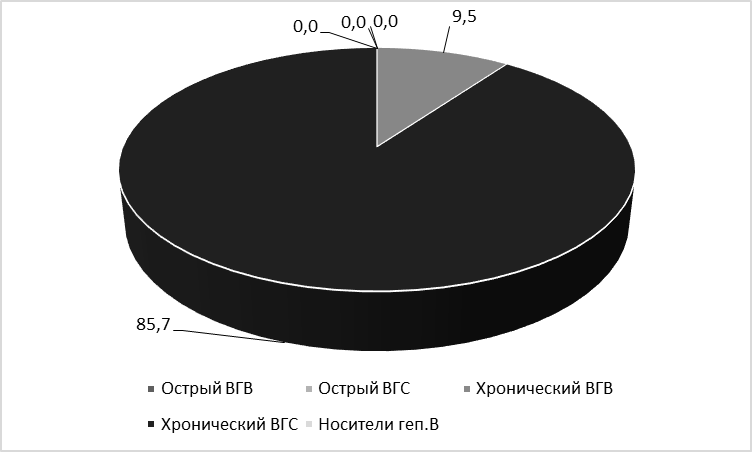 0,0
0,0
0,0
9,5
85,7
Острый ВГВ
Острый ВГС
Хронический ВГВ
Хронический ВГС
Носители геп.В